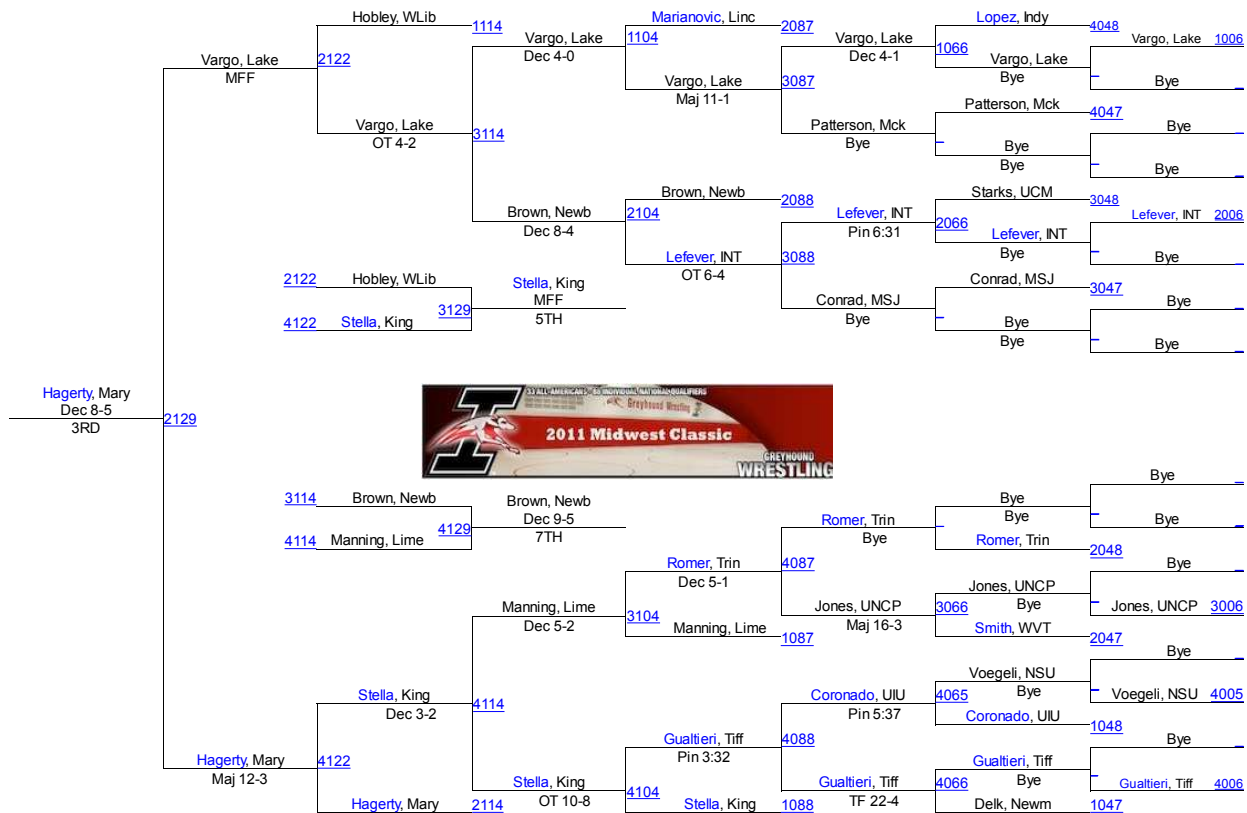 Hobley, WLib
1114
Marianovic, Linc
2087
Lopez, Indy
4048
Vargo, Lake
1104
Vargo, Lake
Vargo, Lake 1006
Dec 4-0
Dec 4-1
1066
Vargo, Lake
2122
Vargo, Lake
MFF
Bye
Bye
Vargo, Lake
3087
Maj 11-1
Patterson, Mck
4047
Vargo, Lake
3114
Patterson, Mck
Bye
OT 4-2
Bye
Bye
Bye
Bye
Brown, Newb
2088
Starks, UCM
3048
Brown, Newb
2104
Lefever, INT
Lefever, INT 2006
Dec 8-4
Pin 6:31
2066
Lefever, INT
Bye
Lefever, INT
3088
Bye
OT 6-4
2122
Hobley, WLib
Stella, King
Conrad, MSJ
3047
MFF
Conrad, MSJ
Bye
3129
5TH
Bye
4122
Stella, King
Bye
Bye
Bye
Hagerty, Mary
Dec 8-5
2129
3RD
33 ALL-AMERICANS - 66 INDIVIDUAL NATIONAL QUALIFIERS
Greyhound Wrestling
I
2011 Midwest Classic
GREYHOUND
WRESTLING
Bye
3114
Brown, Newb
Brown, Newb
Bye
Dec 9-5
Romer, Trin
Bye
Bye
4129
7TH
Bye
4114
Manning, Lime
Romer, Trin
2048
Romer, Trin
4087
Bye
Dec 5-1
Jones, UNCP
Manning, Lime
3104
Jones, UNCP
3066
Bye
Jones, UNCP 3006
Dec 5-2
Manning, Lime
1087
Maj 16-3
Smith, WVT
2047
Bye
Voegeli, NSU
Stella, King
4114
Coronado, UIU
4065
Bye
Voegeli, NSU 4005
Dec 3-2
Pin 5:37
Coronado, UIU
1048
Gualtieri, Tiff
4088
Bye
Pin 3:32
Hagerty, Mary
4122
Gualtieri, Tiff
Maj 12-3
Stella, King
4104
Gualtieri, Tiff
4066
Bye
Gualtieri, Tiff 4006
OT 10-8
TF 22-4
Hagerty, Mary
2114
Stella, King
1088
Delk, Newm
1047